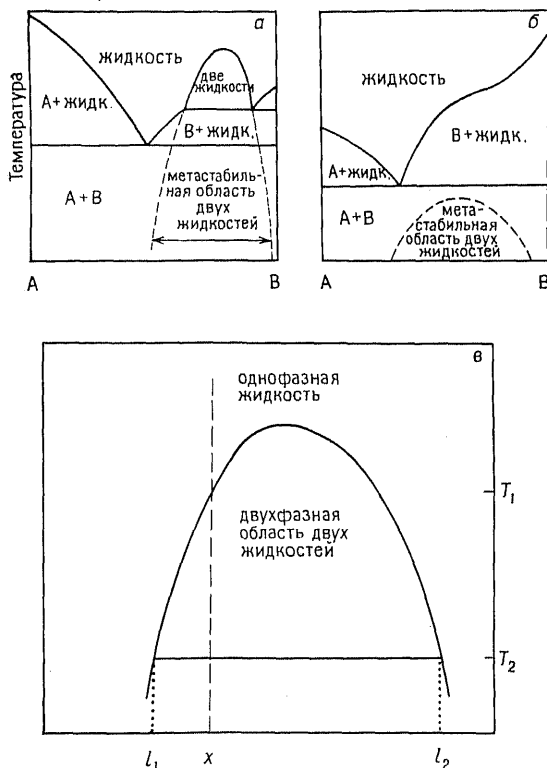 а
жидкость
две
жидкости
А+жидк.
В+жидк.
А+В
метастабиль-
ная область
двух
жидкостей
Температура
А
В
б
жидкость
В+жидк.
А+жидк.
А+В
мета-
стабильная
область двух
жидкостей
А
В
в
однофазная
жидкость
T1
двухфазная
область двух
жидкостей
T2
l1
x
l2